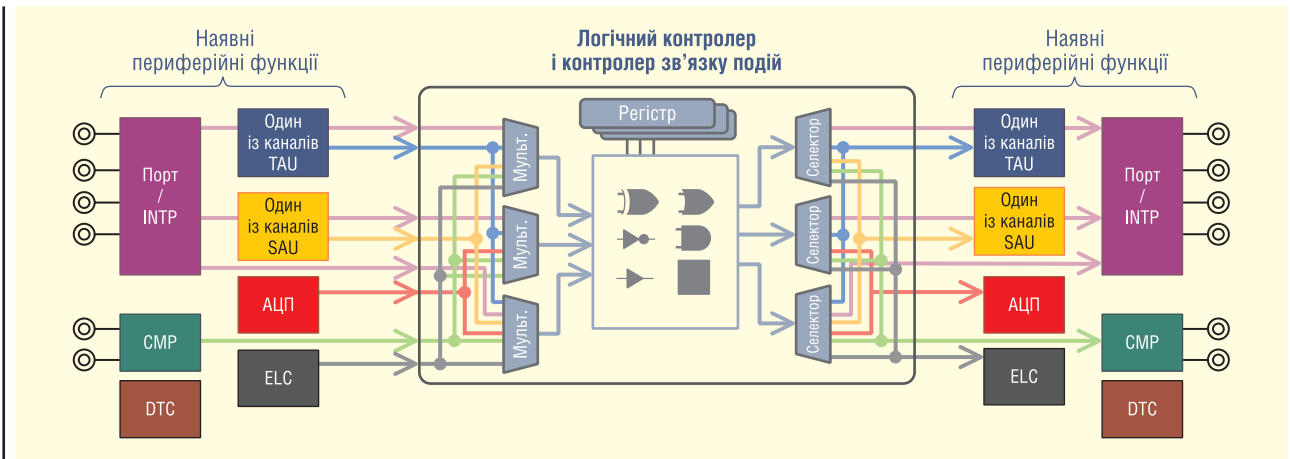 Наявні
периферійні функції
Логічний контролер
і контролер зв’язку подій
Наявні
периферійні функції
Порт
/
INTP
CMP
DTC
Один
із каналів
TAU
Один
із каналів
SAU
АЦП
ELC
Мульт.
Мульт.
Мульт.
Регістр
Селектор
Селектор
Селектор
Один
із каналів
TAU
Один
із каналів
SAU
АЦП
ELC
Порт
/
INTP
CMP
DTC